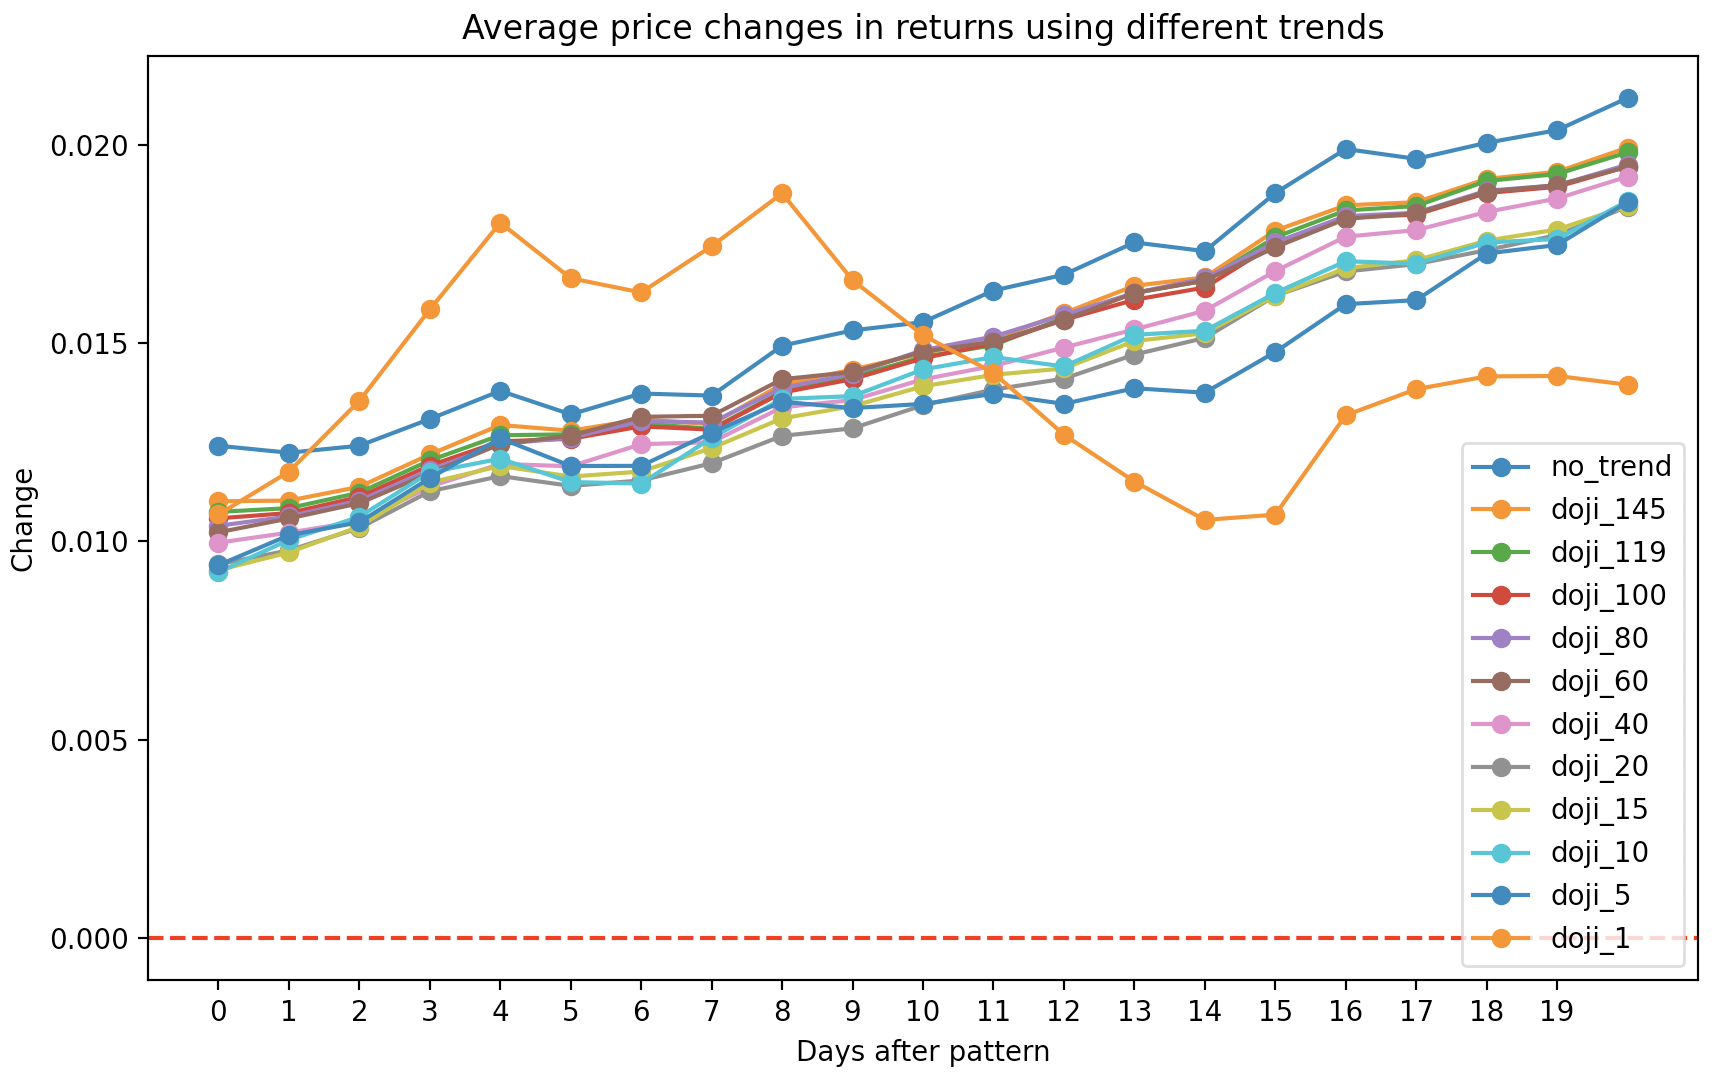 Average price changes in returns using different trends
Change
0.020
0.015
0.010
0.005
0.000
no_trend
doji_145
doji_119
doji_100
doji_80
doji_60
doji_40
doji_20
doji_15
doji_10
doji_5
doji_1
0 1 2 3 4 5 6 7 8 9 10 11 12 13 14 15 16 17 18 19
Days after pattern